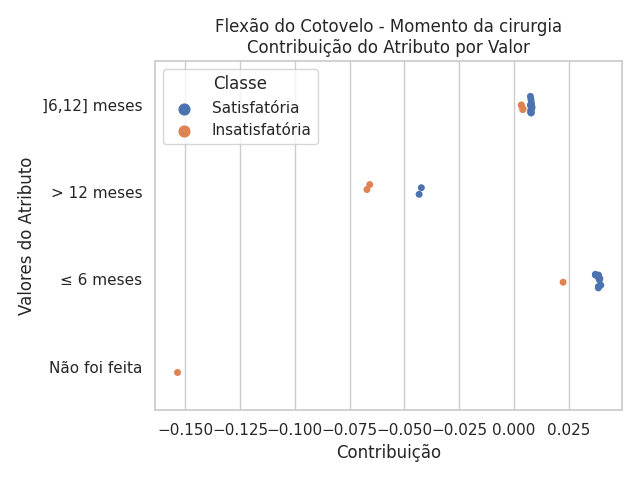 Flexão do Cotovelo - Momento da cirurgia
Contribuição do Atributo por Valor
Classe
Satisfatória
Insatisfatória
Valores do Atributo
]6,12] meses
> 12 meses
≤ 6 meses
Não foi feita
−0.150 −0.125 −0.100 −0.075 −0.050 −0.025 0.000 0.025
Contribuição